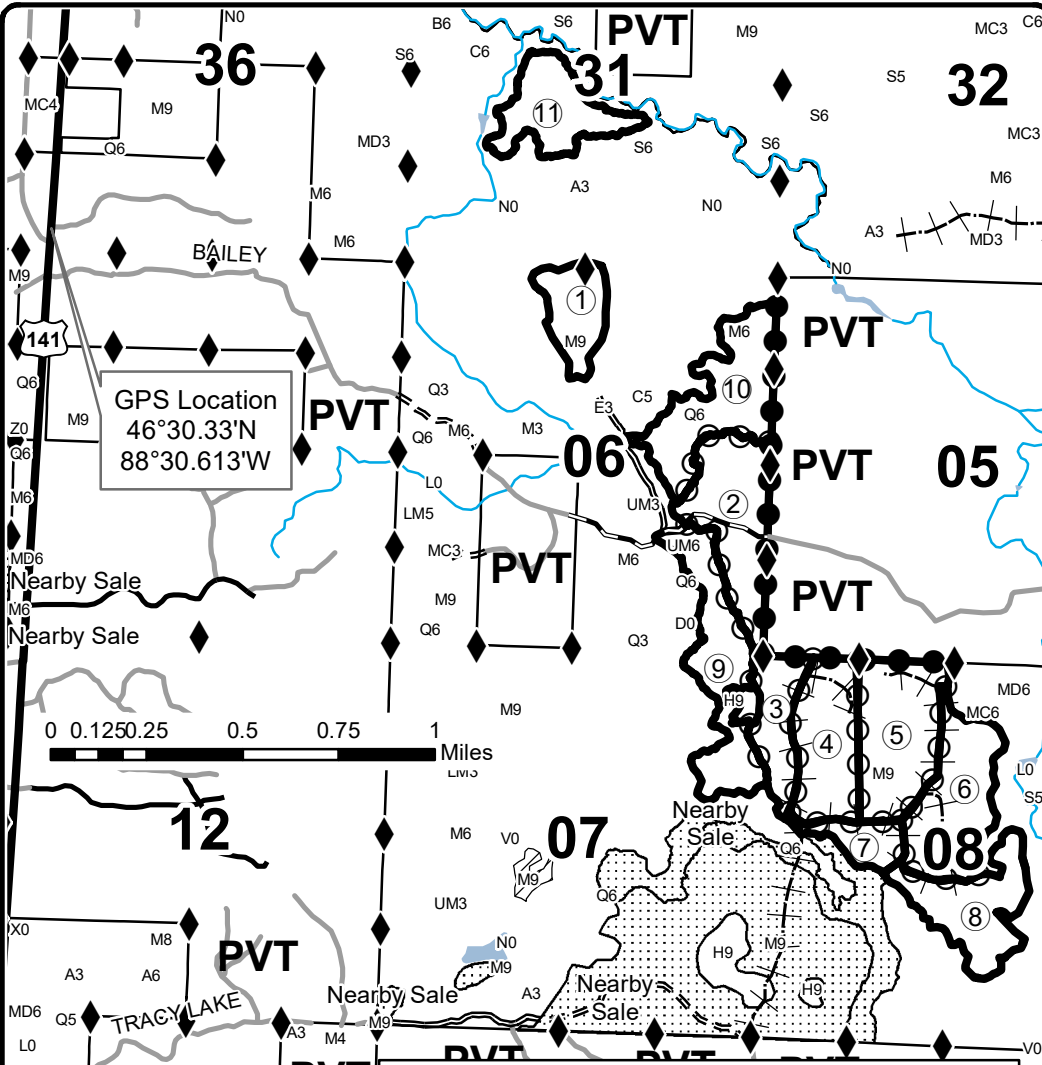 N0
B6
S6
S6
PVT
M9
MC3
C6
36
C6
31
S5
32
MC4
M9
11
S6
MC3
Q6
MD3
S6
S6
A3
M6
M6
N0
N0
A3
MD3
BAILEY
M6
M9
1
N0
141
M9
M6
PVT
Q6
GPS Location
46°30.33'N
88°30.613'W
M9
PVT
Q3
C5
E3
10
Q6
Z0
Q6
Q6
M6
M3
06
PVT
05
M6
L0
LM5
UM3
2
MC3
M6
UM6
MD6
PVT
Nearby Sale
Q6
PVT
M6
M9
Nearby Sale
Q6
Q3
D0
9
H9
3
MD6
M9
MC6
0 0.125 0.25 0.5 0.75 1
Miles
4
5
LM3
M9
6
L0
S5
12
M6
V0
07
Nearby
Sale
Q6
7
08
M9
UM3
Q6
8
X0
M8
PVT
N0
M9
H9
M9
A3
A6
H9
Nearby Sale
A3
Nearby
Sale
MD6
Q5
TRACY LAKE
M9
A3
M4
L0
V0
PVT
PVT
PVT
PVT